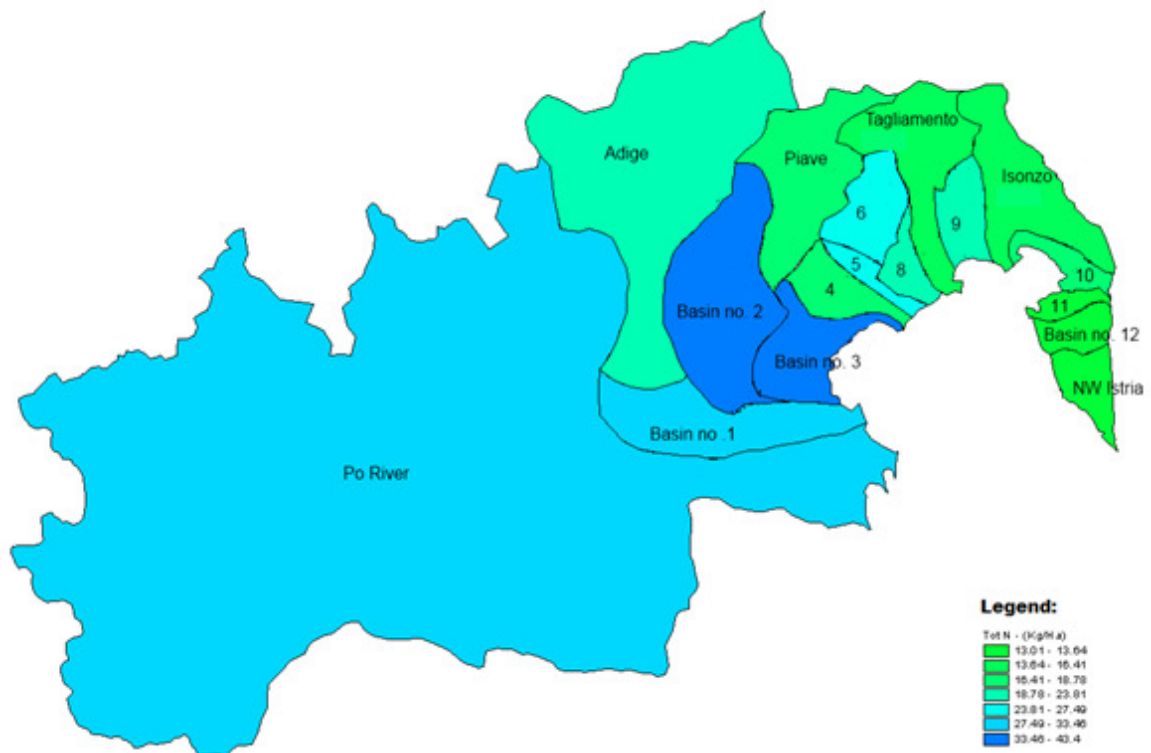 Tagliamento
Adige
Piave
Isonzo
6
9
5
8
10
4
11
Basin no. 2
Basin no. 12
Basin no. 3
NW Istria
Basin no .1
Po River
Legend:
Tot N - (Kg/Ha)
13.01 - 13.64
13.64 - 16.41
16.41 - 18.78
18.78 - 23.81
23.81 - 27.49
27.49 - 33.46
33.46 - 43.4